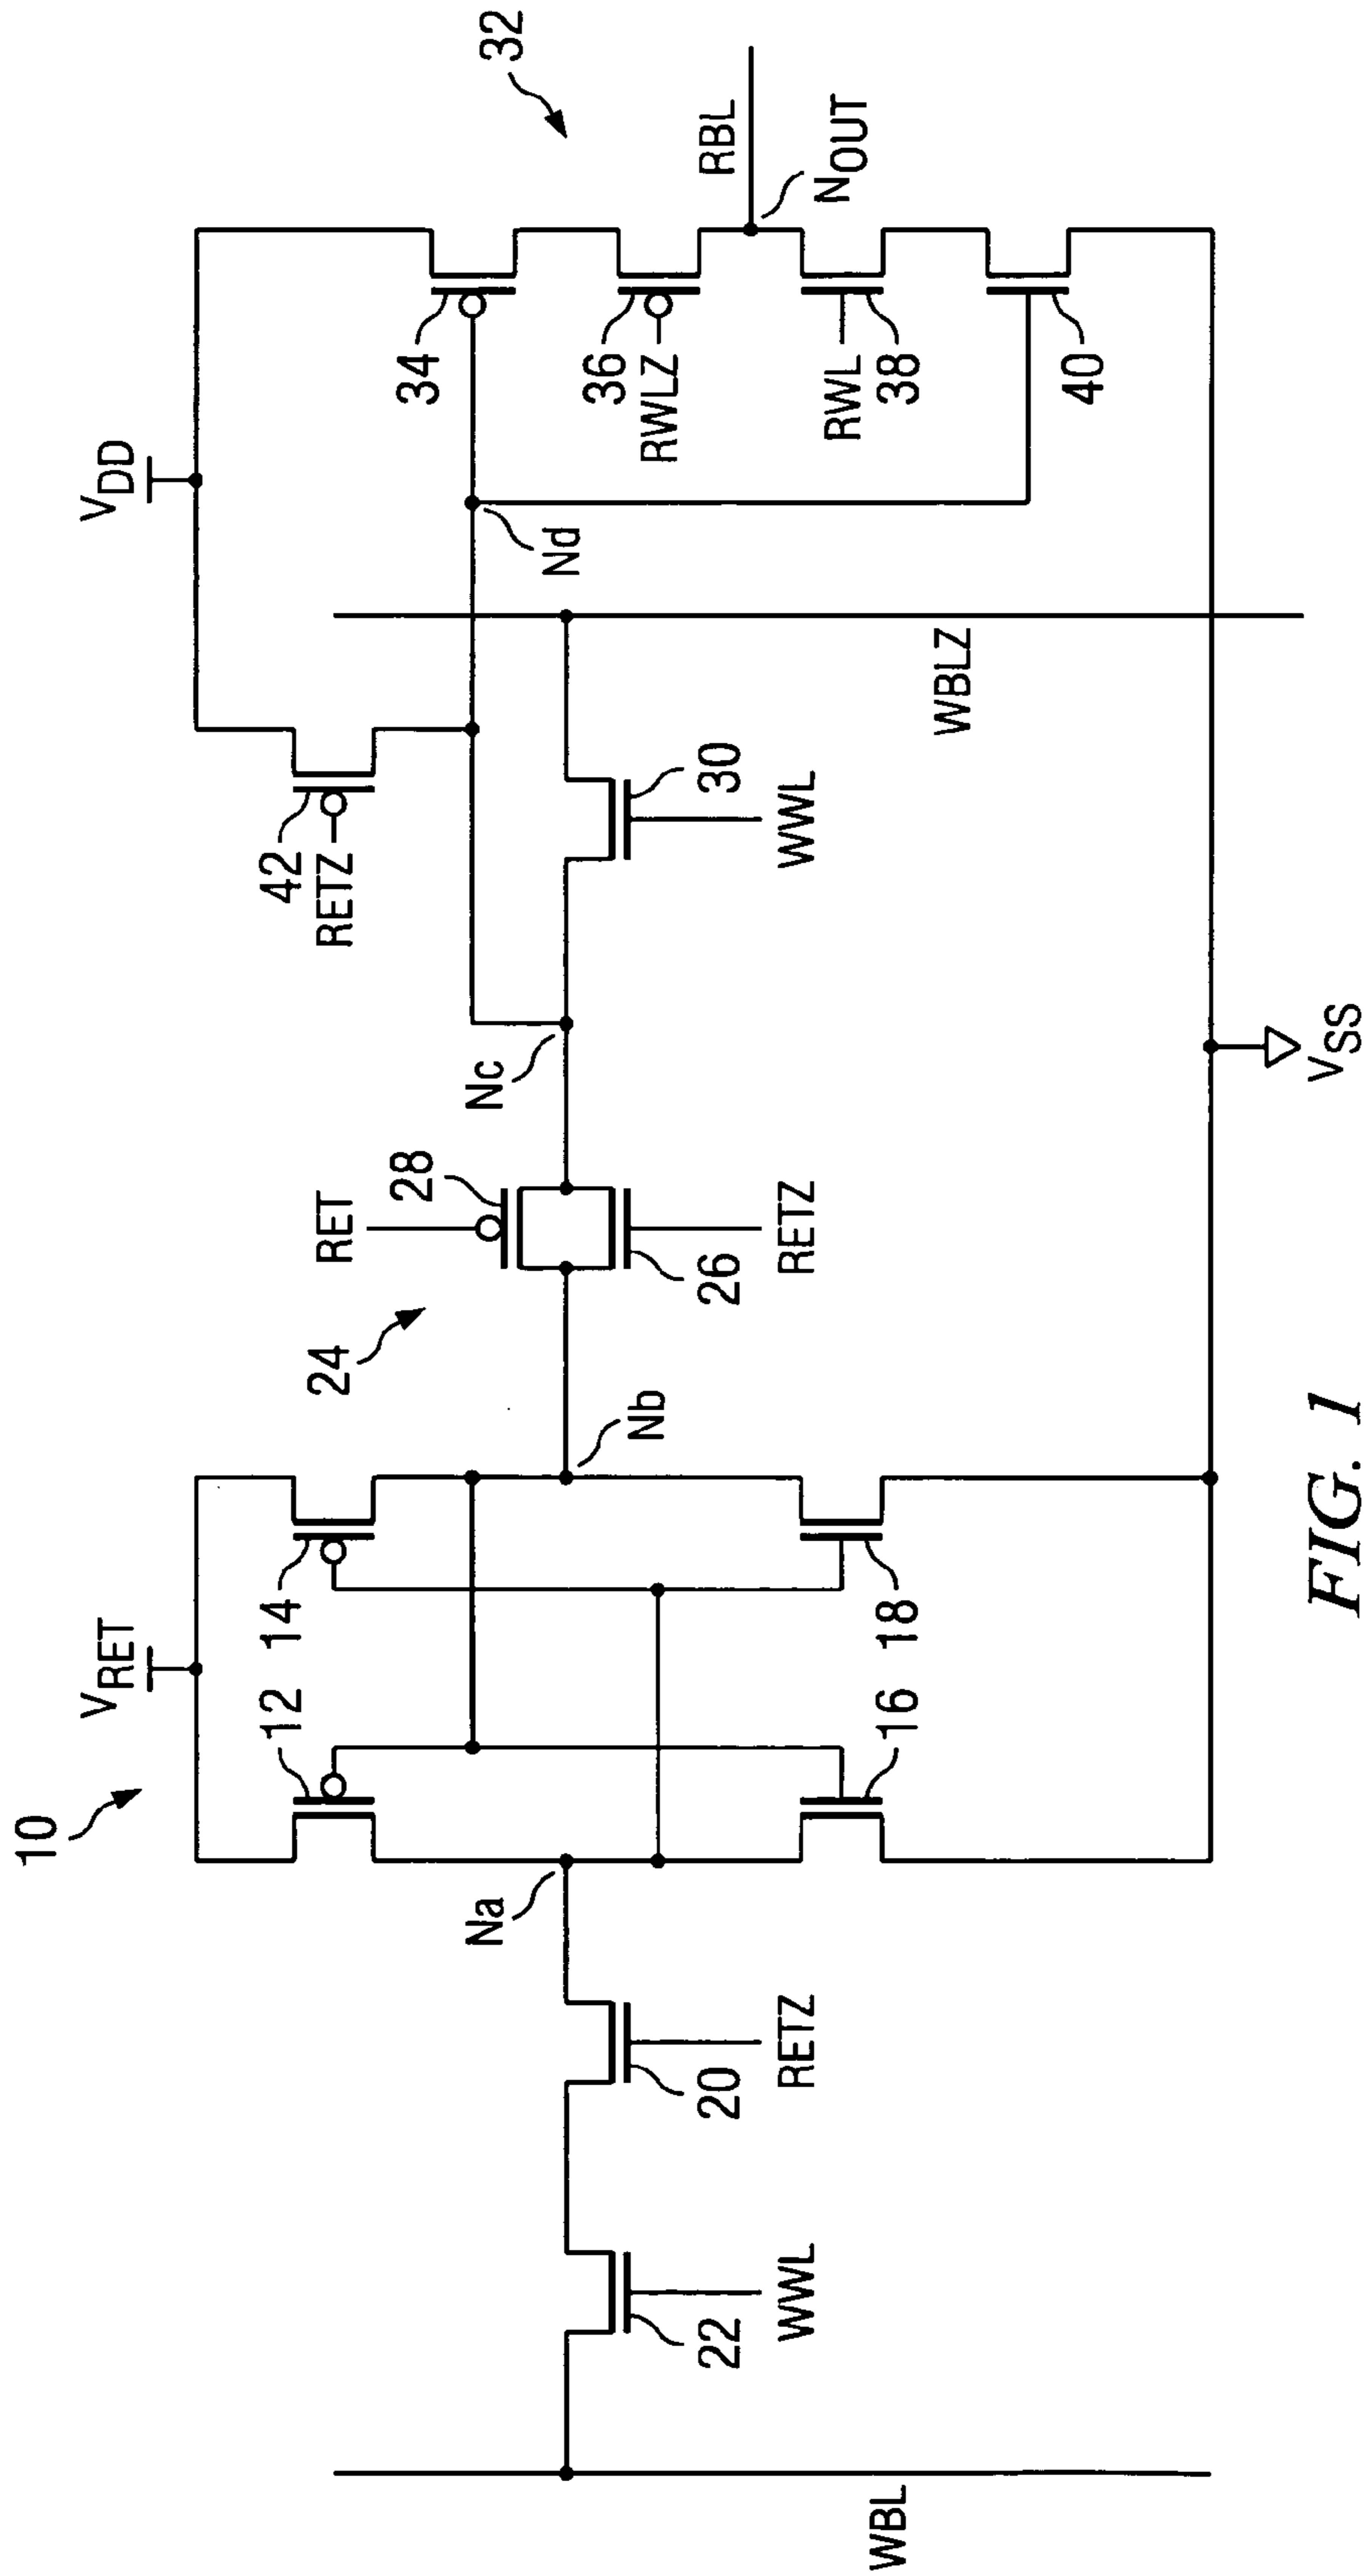 10
V_RET
V_DD
32
12
14
24
RET
28
42
RETZ
34
36
RWLZ
RBL
N_OUT
RWL
38
40
Na
Nb
Nc
Nd
22
WWL
20
RETZ
16
18
26
RETZ
30
WWL
WBLZ
WBL
V_SS
FIG. 1